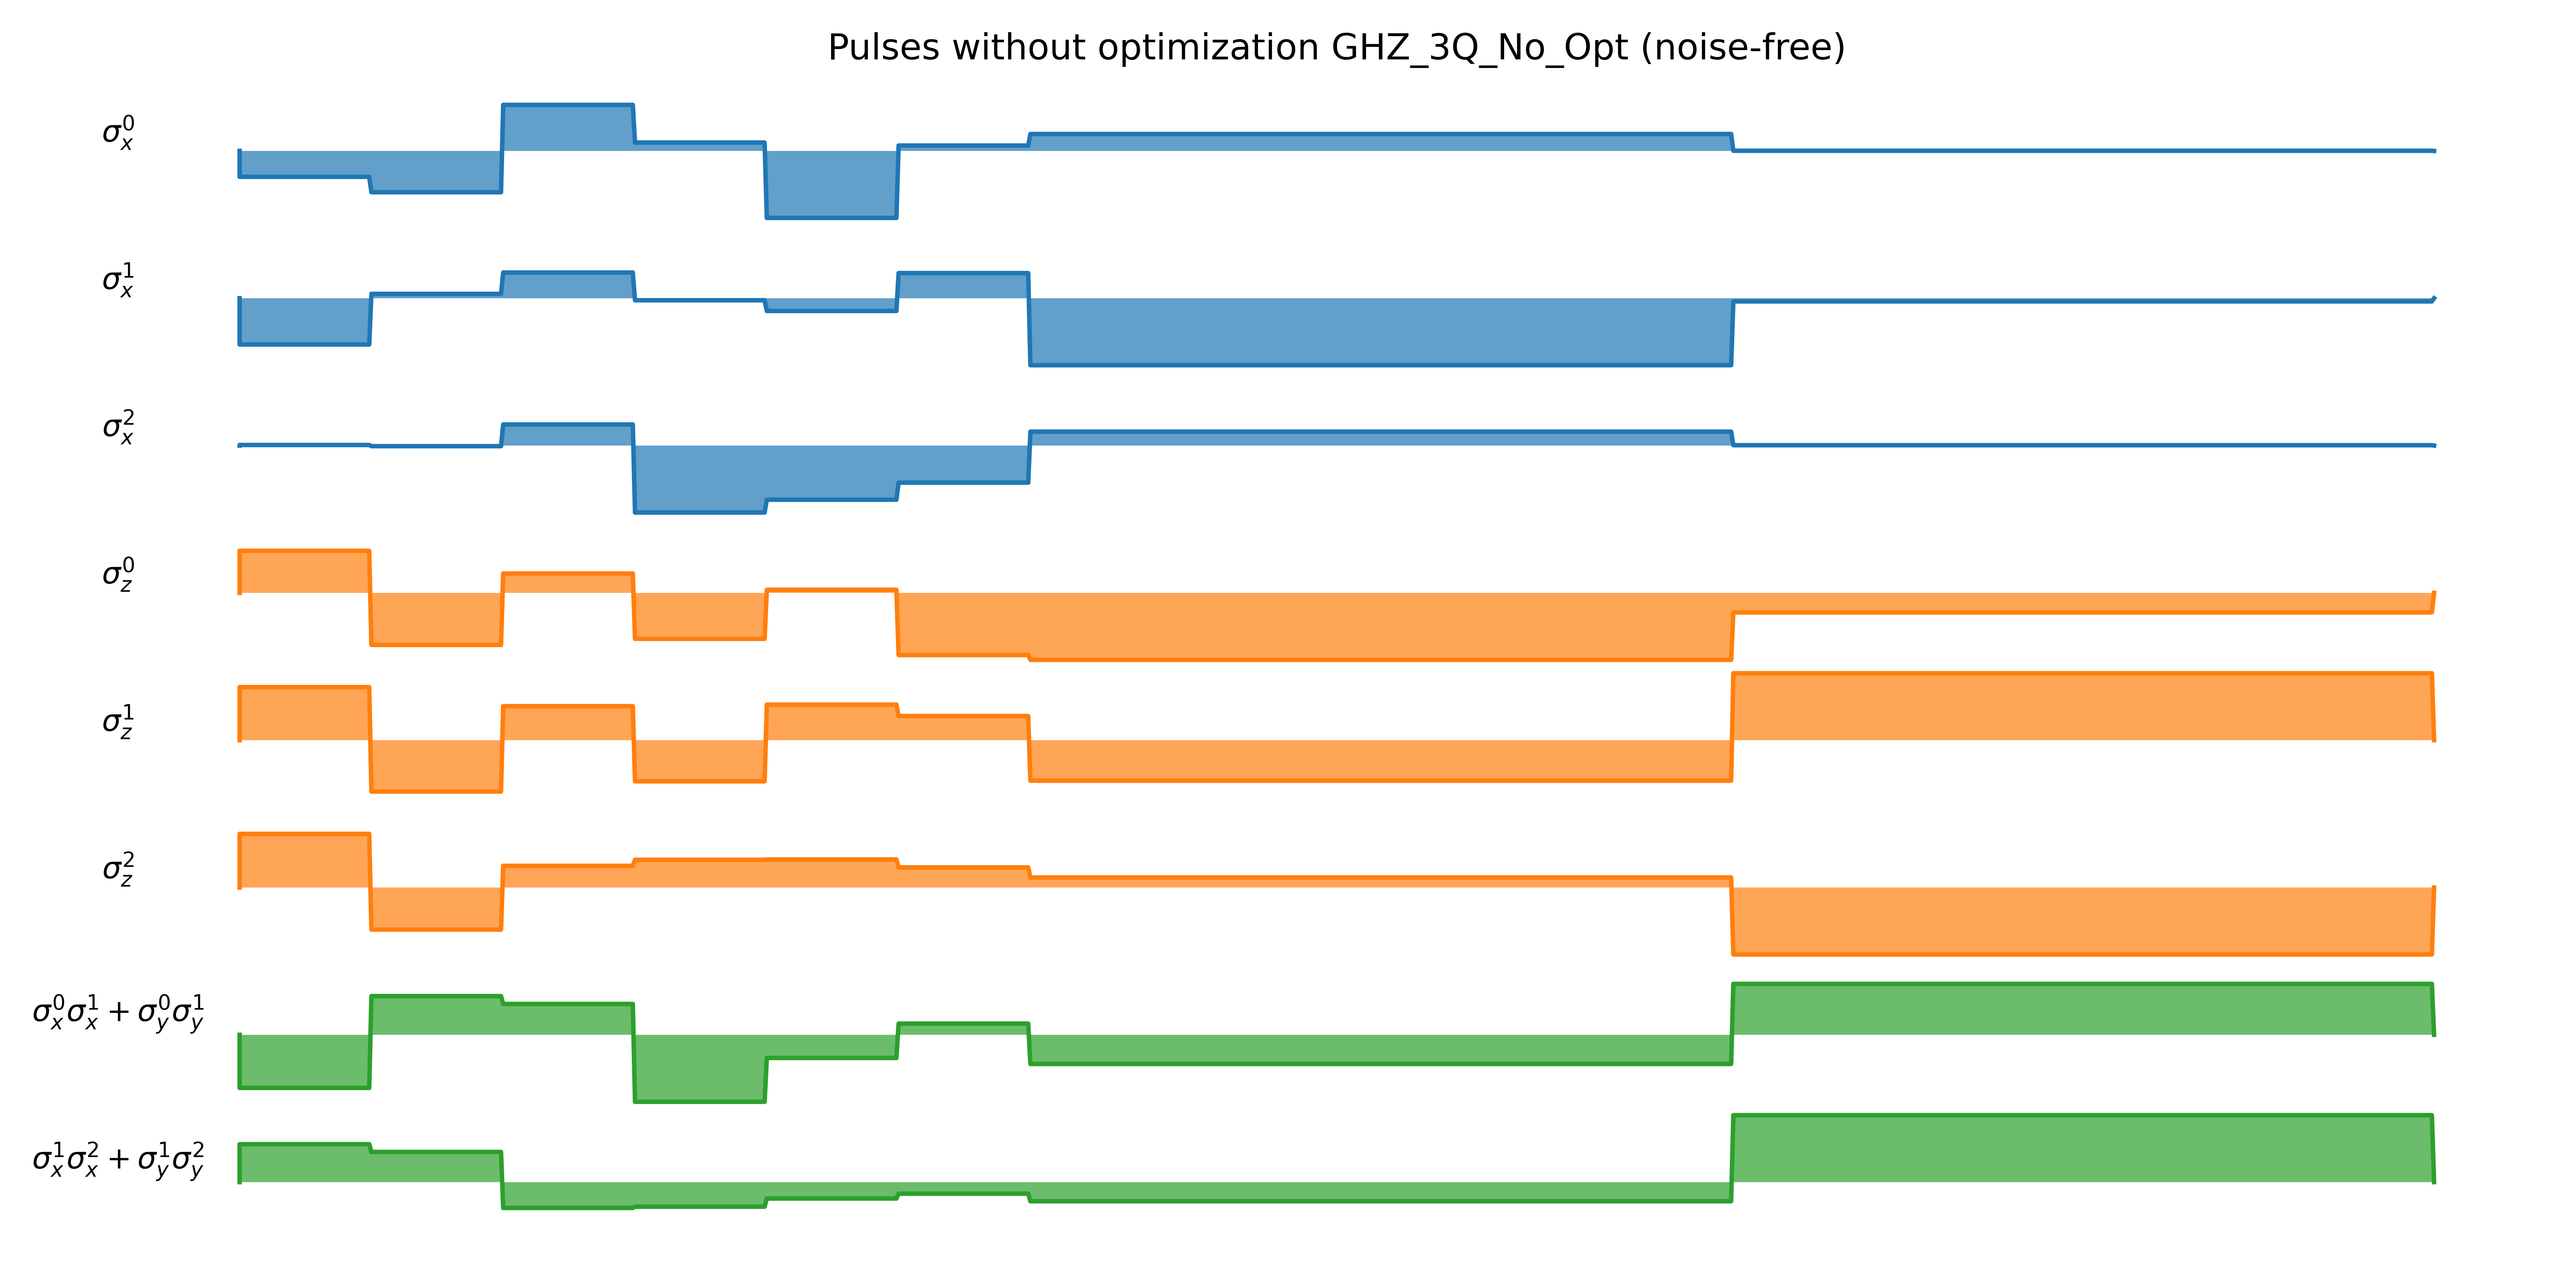 Pulses without optimization GHZ_3Q_No_Opt (noise-free)
σ_x^0
σ_x^1
σ_x^2
σ_z^0
σ_z^1
σ_z^2
σ_x^0σ_x^1 + σ_y^0σ_y^1
σ_x^1σ_x^2 + σ_y^1σ_y^2